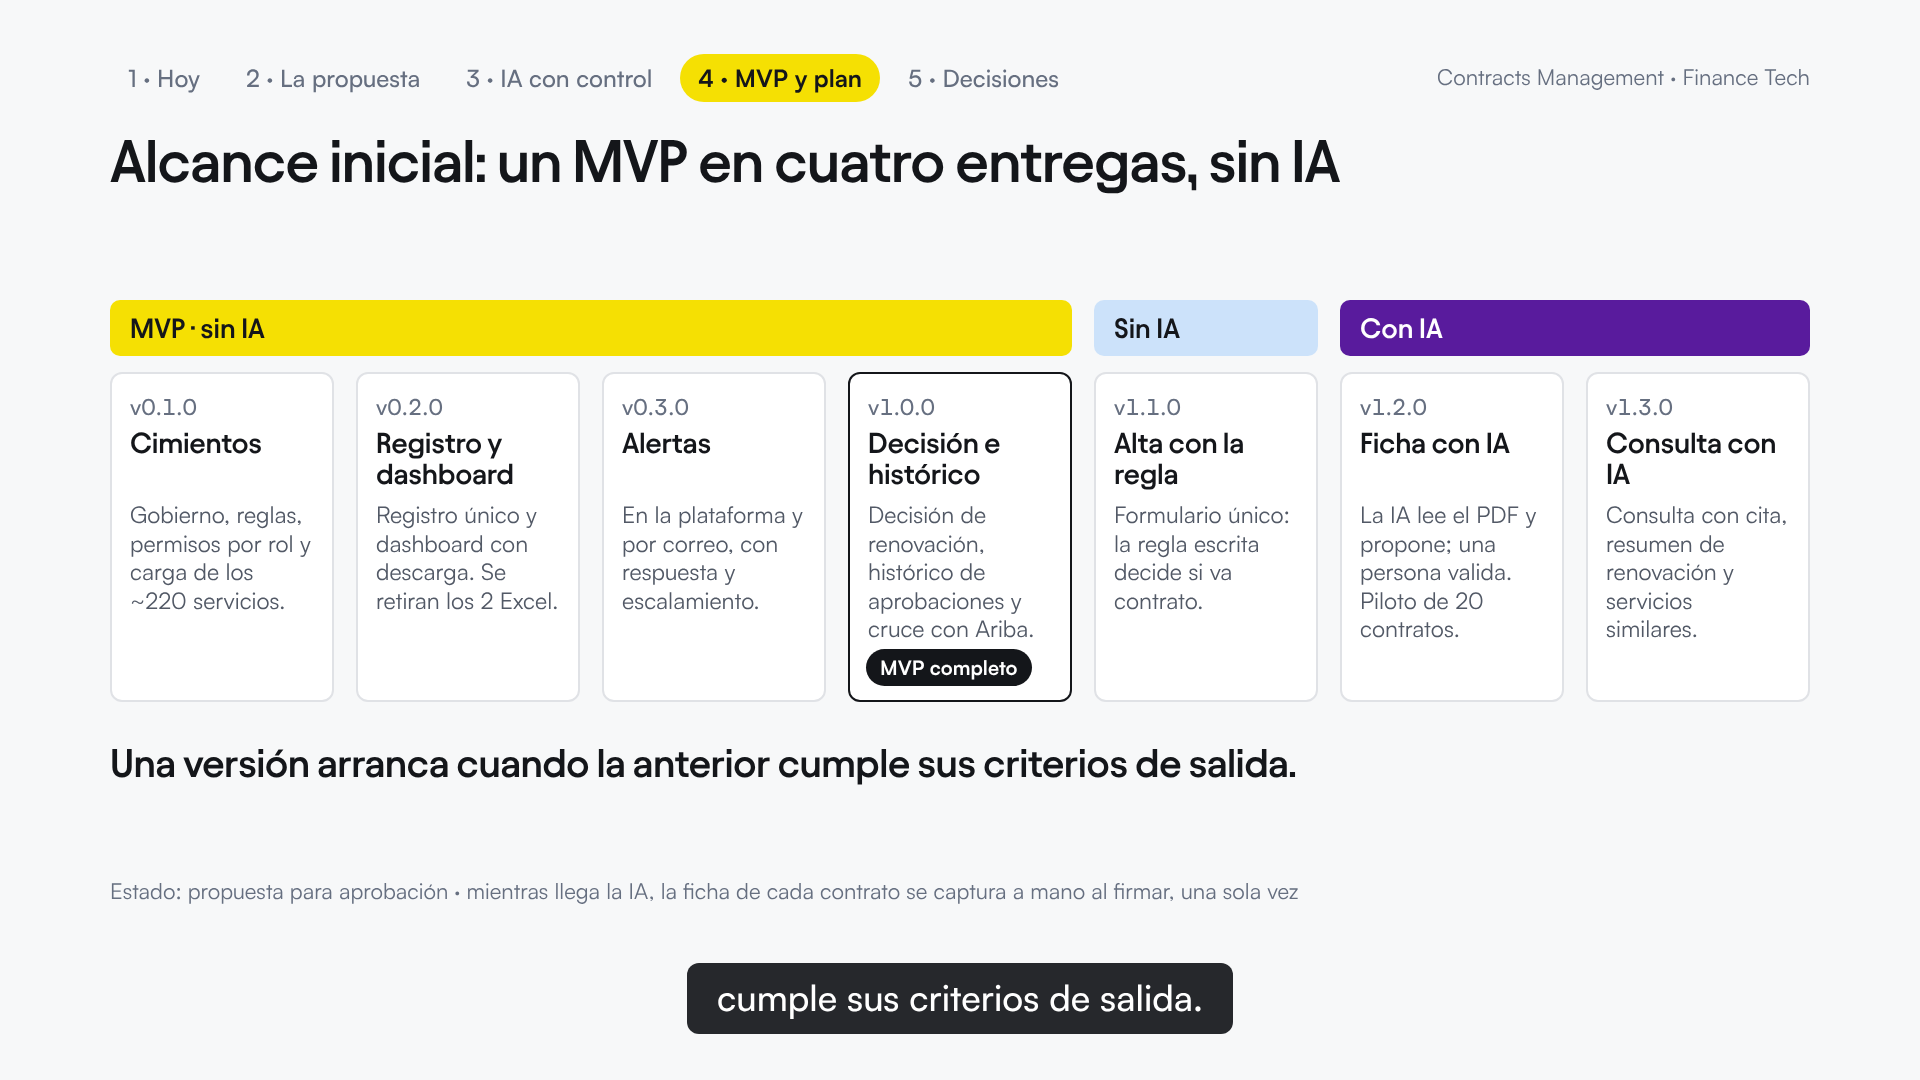 1 · Hoy
2 · La propuesta
3 · IA con control
4 · MVP y plan
5 · Decisiones
Contracts Management · Finance Tech
Alcance inicial: un MVP en cuatro entregas, sin IA
MVP · sin IA
Sin IA
Con IA
v0.1.0
Cimientos
Gobierno, reglas,
permisos por rol y
carga de los
~220 servicios.
v0.2.0
Registro y
dashboard
Registro único y
dashboard con
descarga. Se
retiran los 2 Excel.
v0.3.0
Alertas
En la plataforma y
por correo, con
respuesta y
escalamiento.
v1.0.0
Decisión e
histórico
Decisión de
renovación,
histórico de
aprobaciones y
cruce con Ariba.
MVP completo
v1.1.0
Alta con la
regla
Formulario único:
la regla escrita
decide si va
contrato.
v1.2.0
Ficha con IA
La IA lee el PDF y
propone; una
persona valida.
Piloto de 20
contratos.
v1.3.0
Consulta con
IA
Consulta con cita,
resumen de
renovación y
servicios
similares.
Una versión arranca cuando la anterior cumple sus criterios de salida.
Estado: propuesta para aprobación · mientras llega la IA, la ficha de cada contrato se captura a mano al firmar, una sola vez
cumple sus criterios de salida.